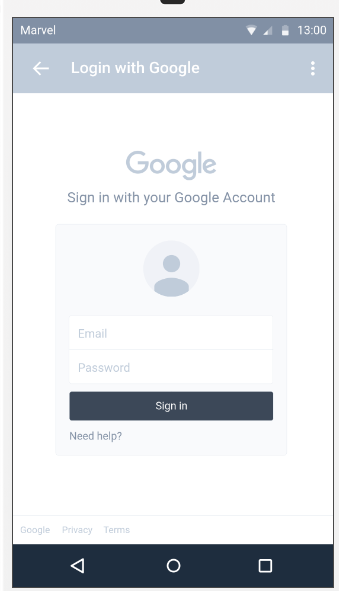 Marvel 13:00
Login with Google
Google
Sign in with your Google Account
Email
Password
Sign in
Need help?
Google Privacy Terms